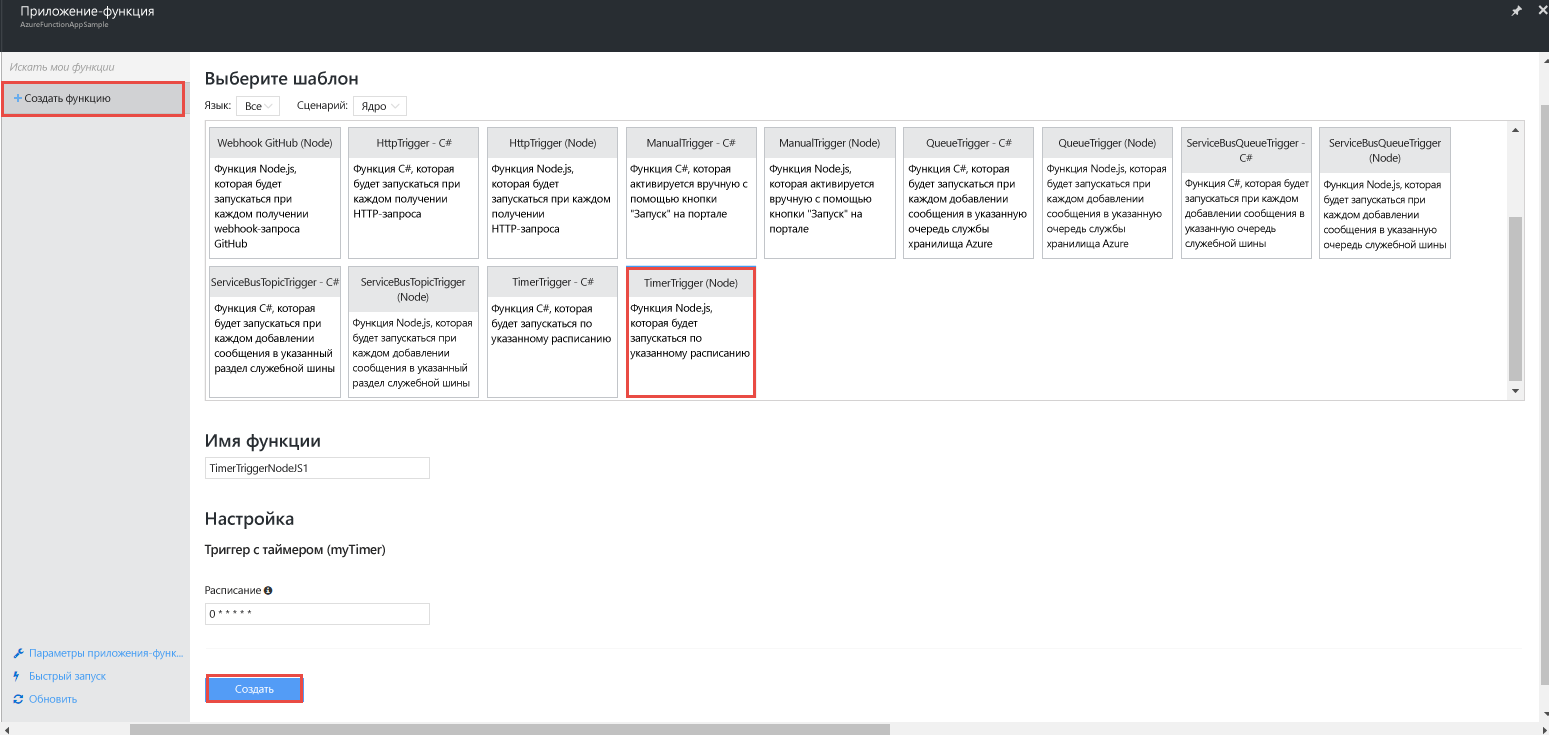 Приложение-функция
AzureFunctionAppSample
Искать мои функции
Создать функцию
Выберите шаблон
Язык: Все Сценарий: Ядро
Webhook GitHub (Node)
Функция Node.js,
которая будет
запускаться при
каждом получении
webhook-запроса
GitHub
HttpTrigger - C#
Функция C#, которая
будет запускаться при
каждом получении
HTTP-запроса
HttpTrigger (Node)
Функция Node.js,
которая будет
запускаться при каждом
получении
HTTP-запроса
ManualTrigger - C#
Функция C#, которая
активируется вручную с
помощью кнопки
"Запуск" на портале
ManualTrigger (Node)
Функция Node.js,
которая активируется
вручную с помощью
кнопки "Запуск" на
портале
QueueTrigger - C#
Функция C#, которая
будет запускаться при
каждом добавлении
сообщения в указанную
очередь службы
хранилища Azure
QueueTrigger (Node)
Функция Node.js, которая
будет запускаться при
каждом добавлении
сообщения в указанную
очередь службы
хранилища Azure
ServiceBusQueueTrigger -
C#
Функция C#, которая будет
запускаться при каждом
добавлении сообщения в
указанную очередь
служебной шины
ServiceBusQueueTrigger
(Node)
Функция Node.js, которая
будет запускаться при
каждом добавлении
сообщения в указанную
очередь служебной шины
ServiceBusTopicTrigger - C#
Функция C#, которая
будет запускаться при
каждом добавлении
сообщения в указанный
раздел служебной шины
ServiceBusTopicTrigger
(Node)
Функция Node.js, которая
будет запускаться при
каждом добавлении
сообщения в указанный
раздел служебной шины
TimerTrigger - C#
Функция C#, которая
будет запускаться по
указанному расписанию
TimerTrigger (Node)
Функция Node.js,
которая будет
запускаться по
указанному расписанию
Имя функции
TimerTriggerNodeJS1
Настройка
Триггер с таймером (myTimer)
Расписание
0 * * * * *
Параметры приложения-функ...
Быстрый запуск
Обновить
Создать